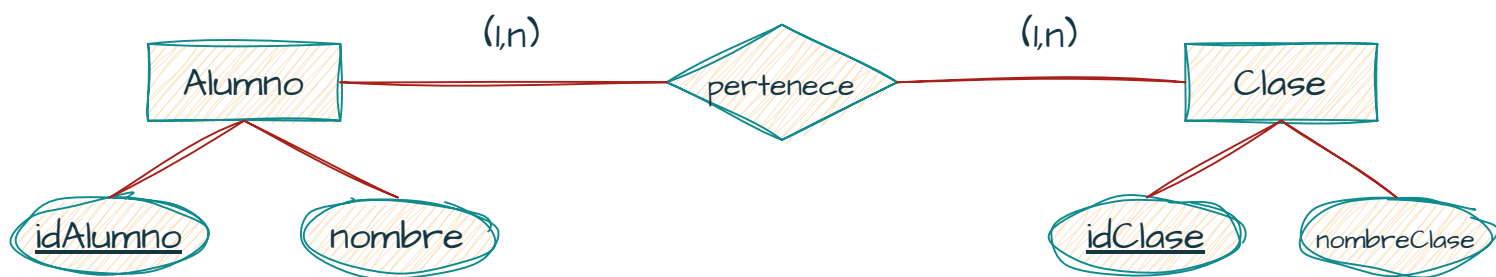 (1,n)
(1,n)
Alumno
pertenece
Clase
idAlumno
nombre
idClase
nombreClase